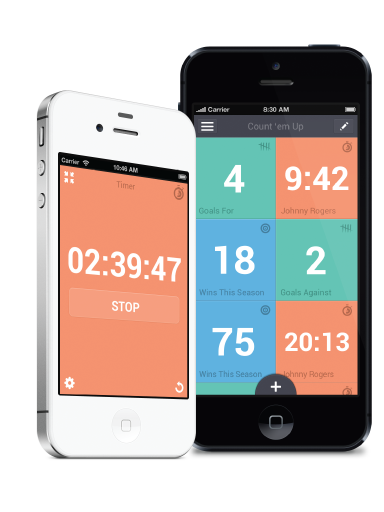 Carrier
10:46 AM
Timer
02:39:47
STOP
Carrier
8:30 AM
Count 'em Up
4
Goals For
9:42
Johnny Rogers
18
Wins This Season
2
Goals Against
75
Wins This Season
20:13
Johnny Rogers
+